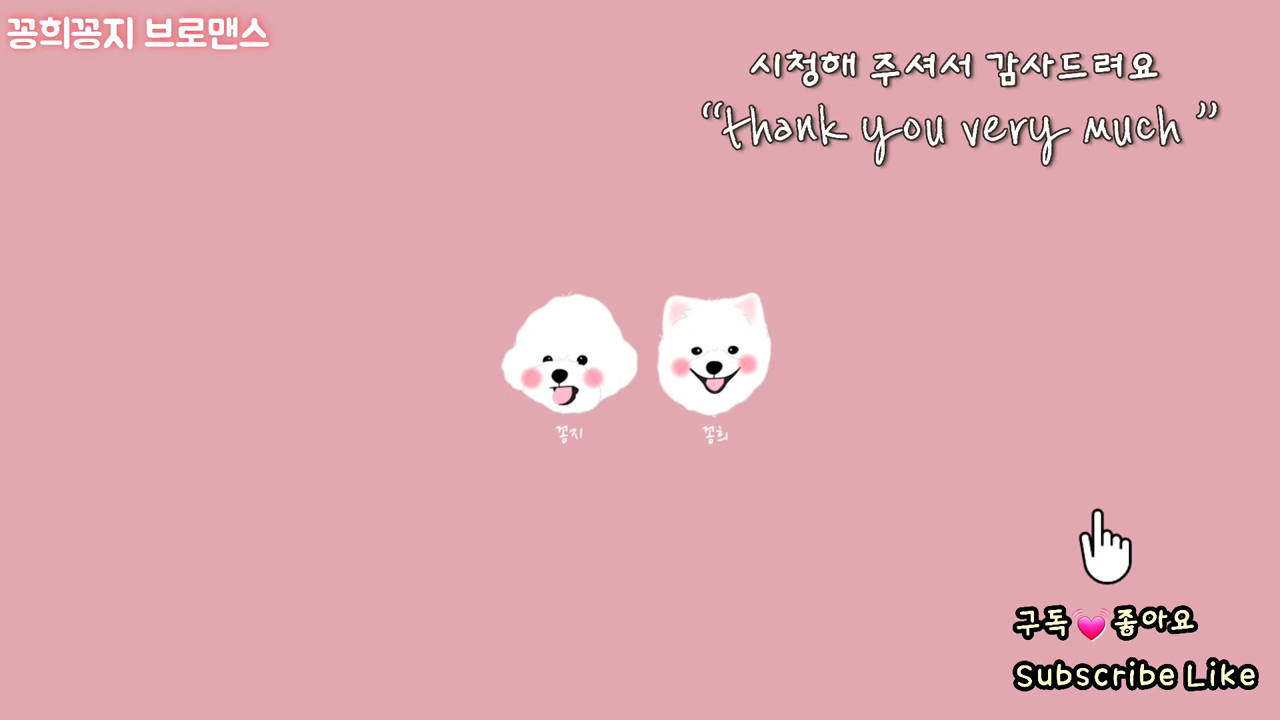 꽁희꽁지 브로맨스
시청해 주셔서 감사드려요
“thank you very much ”
꽁지 꽁희
구독💓좋아요
Subscribe Like